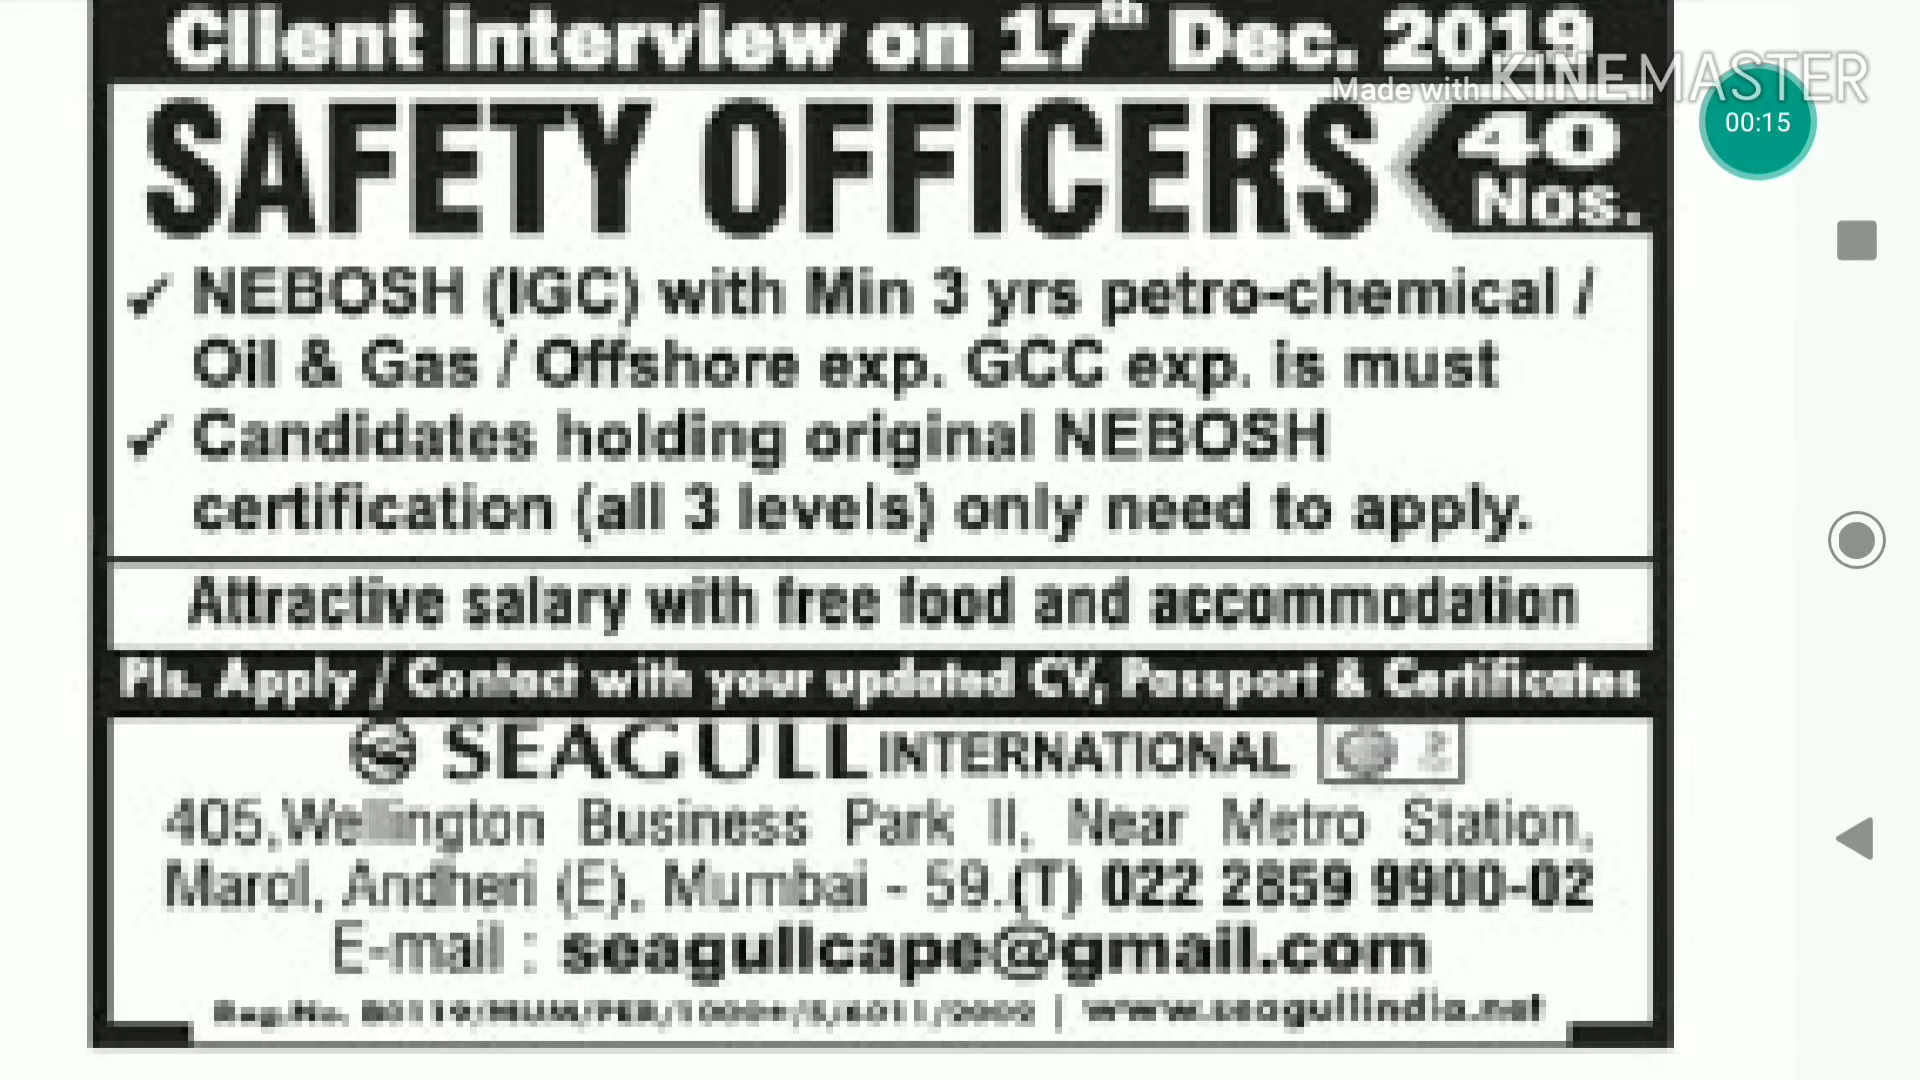 Client Interview on 17th Dec. 2019
Made with KINEMASTER
00:15
SAFETY OFFICERS 40 Nos.
✓ NEBOSH (IGC) with Min 3 yrs petro-chemical /
Oil & Gas / Offshore exp. GCC exp. is must
✓ Candidates holding original NEBOSH
certification (all 3 levels) only need to apply.
Attractive salary with free food and accommodation
Pls. Apply / Contact with your updated CV, Passport & Certificates
SEAGULL INTERNATIONAL
405, Wellington Business Park II, Near Metro Station,
Marol, Andheri (E), Mumbai - 59.(T) 022 2859 9900-02
E-mail : seagullcape@gmail.com
Reg.No. | www.seagullindia.net